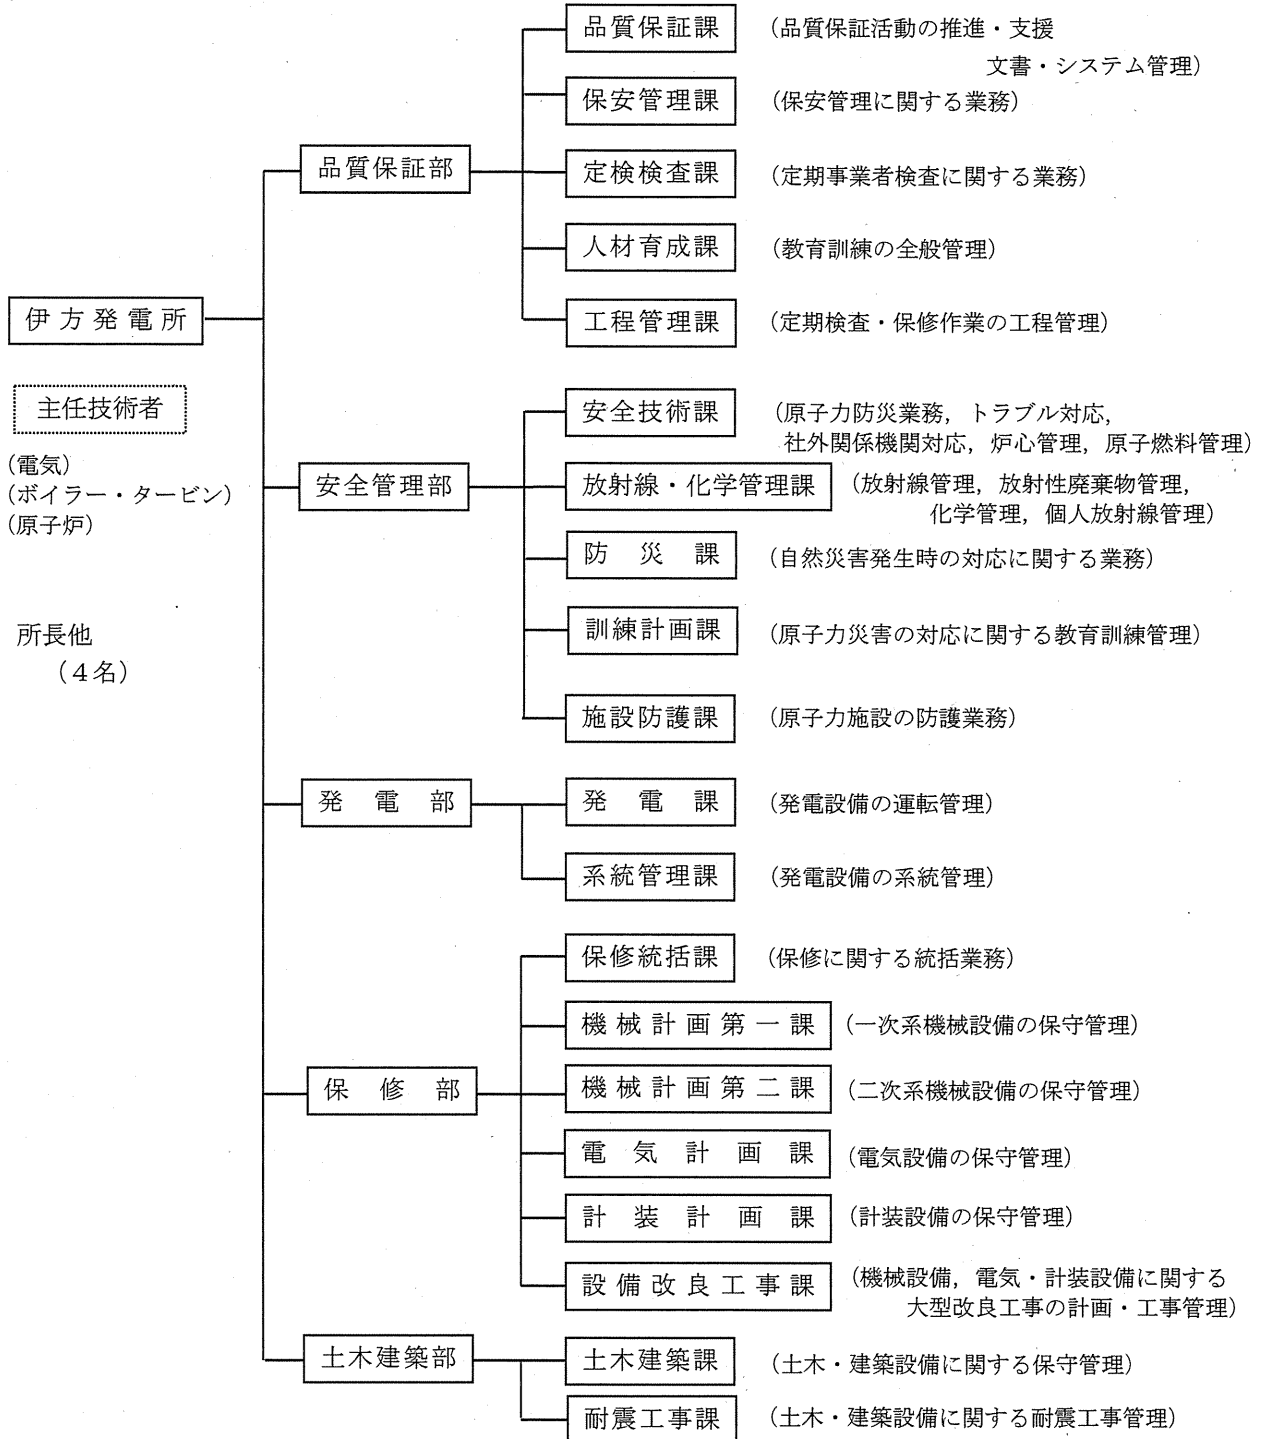 伊方発電所
主任技術者
(電気)
(ボイラー・タービン)
(原子炉)
所長他
(4名)
品質保証部
品質保証課
(品質保証活動の推進・支援
文書・システム管理)
保安管理課
(保安管理に関する業務)
定検検査課
(定期事業者検査に関する業務)
人材育成課
(教育訓練の全般管理)
工程管理課
(定期検査・保修作業の工程管理)
安全管理部
安全技術課
(原子力防災業務，トラブル対応，
社外関係機関対応，炉心管理，原子燃料管理)
放射線・化学管理課
(放射線管理，放射性廃棄物管理，
化学管理，個人放射線管理)
防災課
(自然災害発生時の対応に関する業務)
訓練計画課
(原子力災害の対応に関する教育訓練管理)
施設防護課
(原子力施設の防護業務)
発電部
発電課
(発電設備の運転管理)
系統管理課
(発電設備の系統管理)
保修部
保修統括課
(保修に関する統括業務)
機械計画第一課
(一次系機械設備の保守管理)
機械計画第二課
(二次系機械設備の保守管理)
電気計画課
(電気設備の保守管理)
計装計画課
(計装設備の保守管理)
設備改良工事課
(機械設備，電気・計装設備に関する
大型改良工事の計画・工事管理)
土木建築部
土木建築課
(土木・建築設備に関する保守管理)
耐震工事課
(土木・建築設備に関する耐震工事管理)